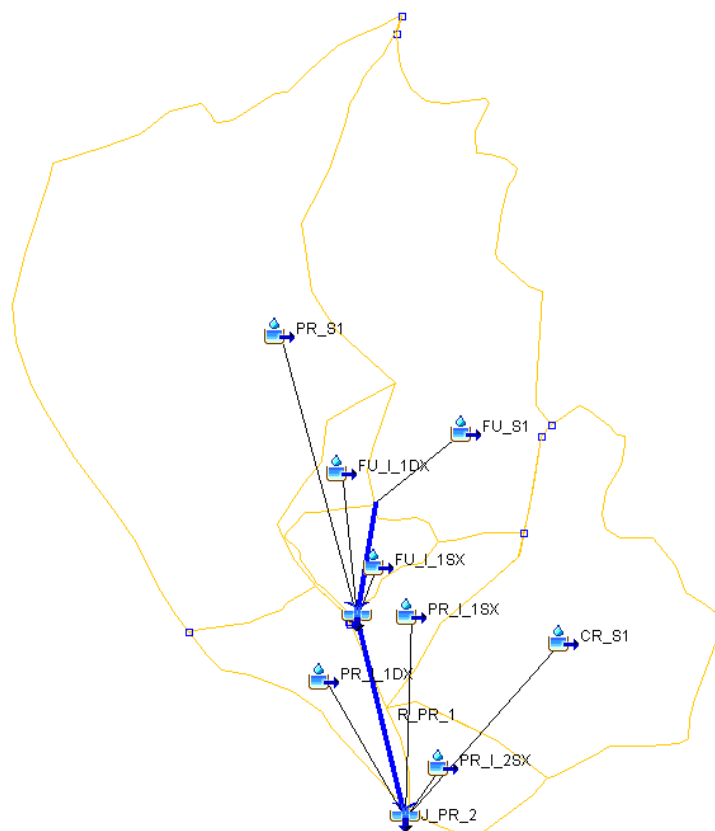 PR_S1
FU_S1
FU_I_1DX
FU_I_1SX
PR_I_1SX
CR_S1
PR_I_1DX
R_PR_1
PR_I_2SX
J_PR_2